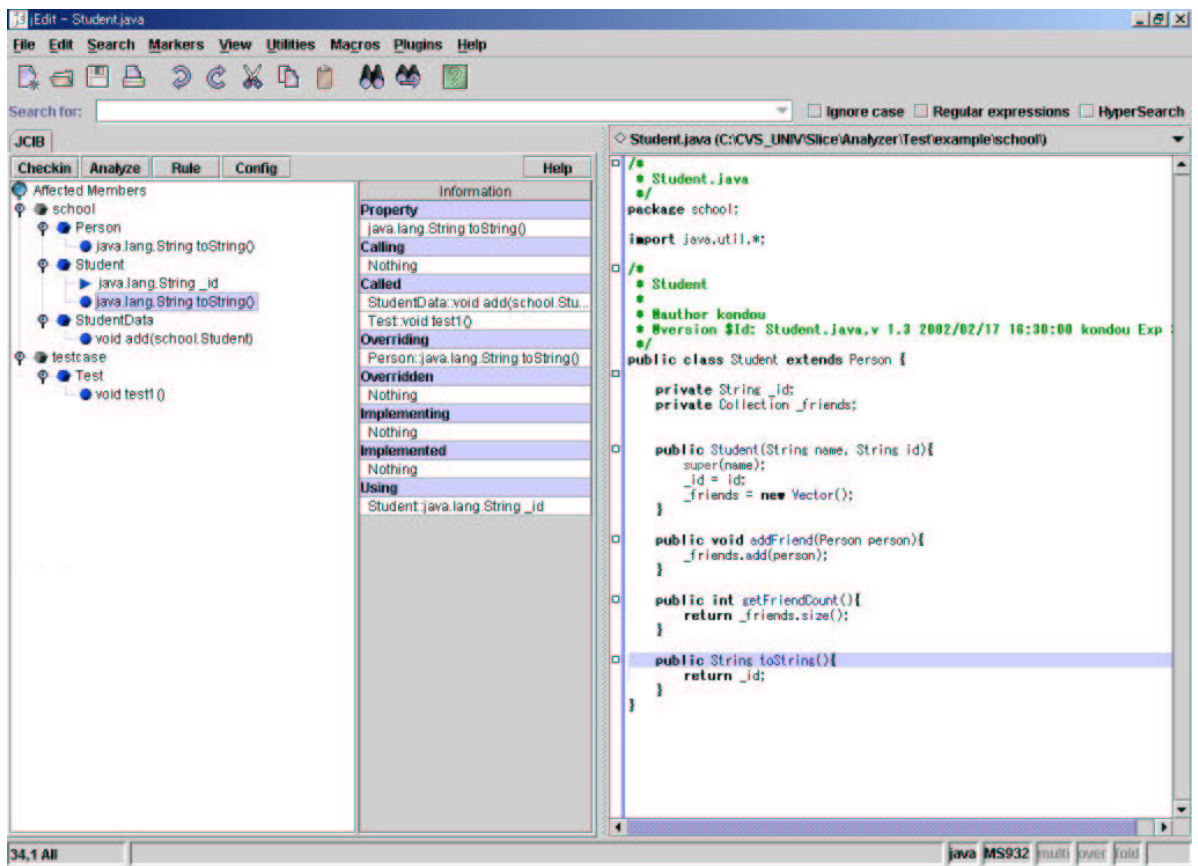 jEdit - Student.java
File Edit Search Markers View Utilities Macros Plugins Help
Search for:
Ignore case Regular expressions HyperSearch
JCIB
Checkin Analyze Rule Config Help
Affected Members
school
Person
java.lang.String toString()
Student
java.lang.String _id
java.lang.String toString()
StudentData
void add(school.Student)
testcase
Test
void test1()
Information
Property
java.lang.String toString()
Calling
Nothing
Called
StudentData::void add(school.Stu...
Test::void test1()
Overriding
Person::java.lang.String toString()
Overridden
Nothing
Implementing
Nothing
Implemented
Nothing
Using
Student::java.lang.String _id
Student.java (C:\CVS_UNIV\Slice\Analyzer\Test\example\school\)
/*
* Student.java
*/
package school;
import java.util.*;
/*
* Student
*
* @author kondou
* @version $Id: Student.java,v 1.3 2002/02/17 16:30:00 kondou Exp
*/
public class Student extends Person {
private String _id;
private Collection _friends;
public Student(String name, String id){
super(name);
_id = id;
_friends = new Vector();
}
public void addFriend(Person person){
_friends.add(person);
}
public int getFriendCount(){
return _friends.size();
}
public String toString(){
return _id;
}
}
34,1 All
java MS932 multi over fold